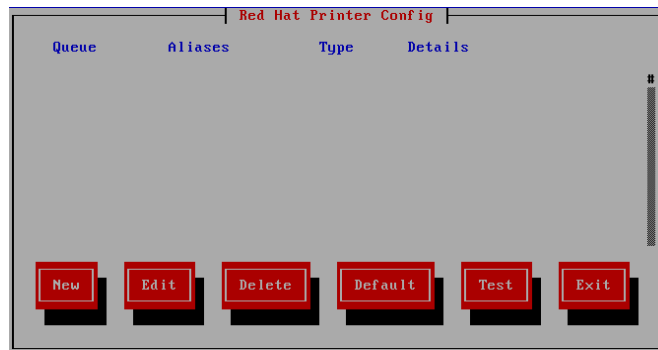 Red Hat Printer Config
Queue Aliases Type Details
#
New Edit Delete Default Test Exit